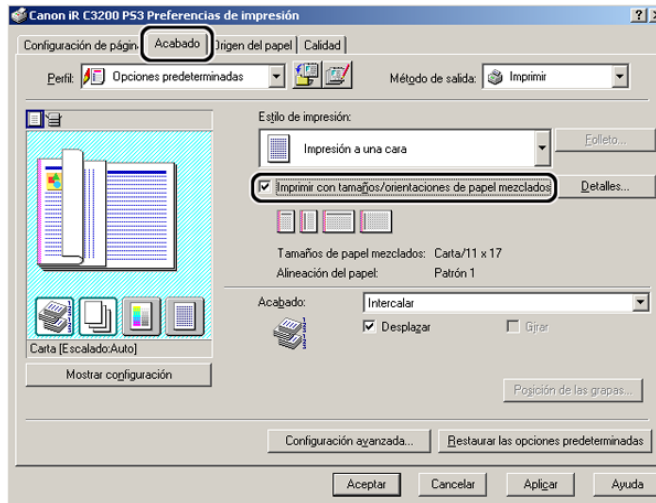 Canon iR C3200 PS3 Preferencias de impresión
Configuración de págin
Acabado
Origen del papel
Calidad
Perfil:
Opciones predeterminadas
Método de salida:
Imprimir
Estilo de impresión:
Impresión a una cara
Folleto...
Imprimir con tamaños/orientaciones de papel mezclados
Detalles...
Tamaños de papel mezclados: Carta/11 x 17
Alineación del papel: Patrón 1
Acabado:
Intercalar
Desplazar
Girar
Carta [Escalado:Auto]
Mostrar configuración
Posición de las grapas...
Configuración avanzada...
Restaurar las opciones predeterminadas
Aceptar
Cancelar
Aplicar
Ayuda